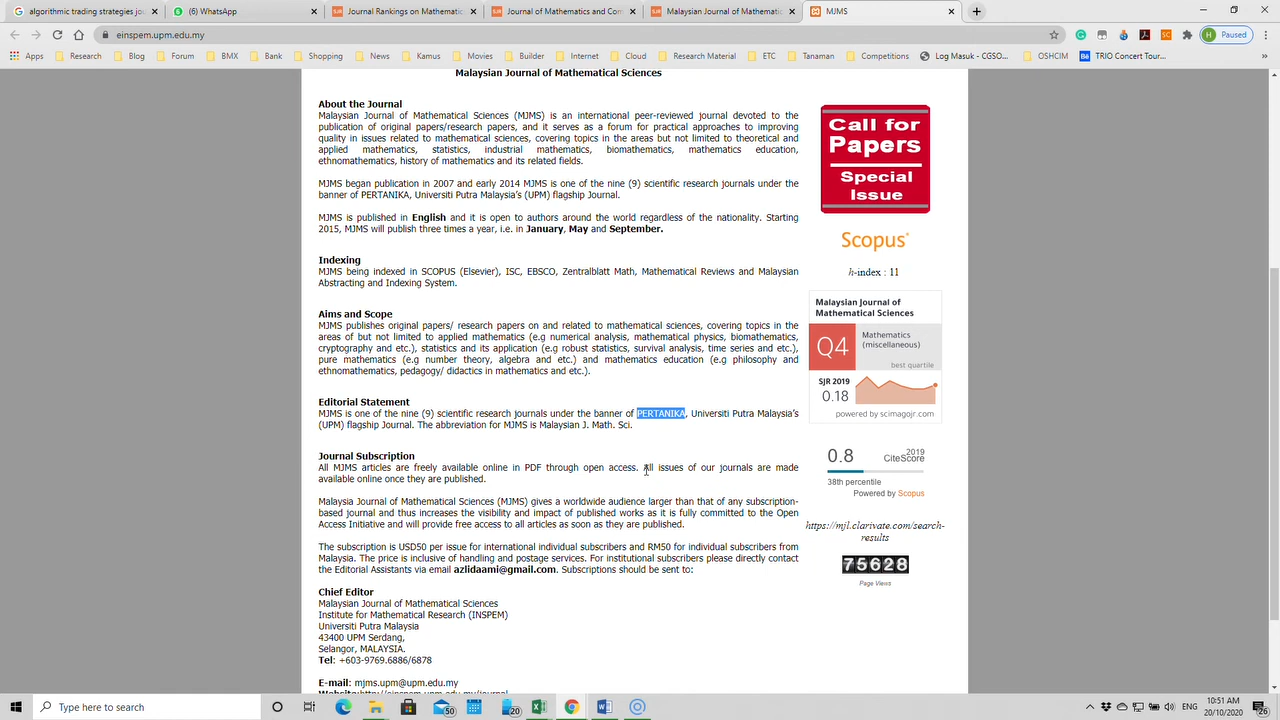 algorithmic trading strategies jou
(6) WhatsApp
Journal Rankings on Mathematic
Journal of Mathematics and Com
Malaysian Journal of Mathematic
MJMS
einspem.upm.edu.my
Paused
Apps
Research
Blog
Forum
BMX
Bank
Shopping
News
Kamus
Movies
Builder
Internet
Cloud
Research Material
ETC
Tanaman
Competitions
Log Masuk - CGSO...
OSHCIM
TRIO Concert Tour...
Malaysian Journal of Mathematical Sciences
About the Journal
Malaysian Journal of Mathematical Sciences (MJMS) is an international peer-reviewed journal devoted to the
publication of original papers/research papers, and it serves as a forum for practical approaches to improving
quality in issues related to mathematical sciences, covering topics in the areas but not limited to theoretical and
applied mathematics, statistics, industrial mathematics, biomathematics, mathematics education,
ethnomathematics, history of mathematics and its related fields.
MJMS began publication in 2007 and early 2014 MJMS is one of the nine (9) scientific research journals under the
banner of PERTANIKA, Universiti Putra Malaysia's (UPM) flagship Journal.
MJMS is published in English and it is open to authors around the world regardless of the nationality. Starting
2015, MJMS will publish three times a year, i.e. in January, May and September.
Indexing
MJMS being indexed in SCOPUS (Elsevier), ISC, EBSCO, Zentralblatt Math, Mathematical Reviews and Malaysian
Abstracting and Indexing System.
Aims and Scope
MJMS publishes original papers/ research papers on and related to mathematical sciences, covering topics in the
areas of but not limited to applied mathematics (e.g numerical analysis, mathematical physics, biomathematics,
cryptography and etc.), statistics and its application (e.g robust statistics, survival analysis, time series and etc.),
pure mathematics (e.g number theory, algebra and etc.) and mathematics education (e.g philosophy and
ethnomathematics, pedagogy/ didactics in mathematics and etc.).
Editorial Statement
MJMS is one of the nine (9) scientific research journals under the banner of PERTANIKA, Universiti Putra Malaysia's
(UPM) flagship Journal. The abbreviation for MJMS is Malaysian J. Math. Sci.
Journal Subscription
All MJMS articles are freely available online in PDF through open access. All issues of our journals are made
available online once they are published.
Malaysia Journal of Mathematical Sciences (MJMS) gives a worldwide audience larger than that of any subscription-
based journal and thus increases the visibility and impact of published works as it is fully committed to the Open
Access Initiative and will provide free access to all articles as soon as they are published.
The subscription is USD50 per issue for international individual subscribers and RM50 for individual subscribers from
Malaysia. The price is inclusive of handling and postage services. For institutional subscribers please directly contact
the Editorial Assistants via email azlidaami@gmail.com. Subscriptions should be sent to:
Chief Editor
Malaysian Journal of Mathematical Sciences
Institute for Mathematical Research (INSPEM)
Universiti Putra Malaysia
43400 UPM Serdang,
Selangor, MALAYSIA.
Tel: +603-9769.6886/6878
E-mail: mjms.upm@upm.edu.my
Website:http://einspem.upm.edu.my/journal
Call for
Papers
Special
Issue
Scopus
h-index : 11
Malaysian Journal of
Mathematical Sciences
Q4
Mathematics
(miscellaneous)
best quartile
SJR 2019
0.18
powered by scimagojr.com
0.8
2019
CiteScore
38th percentile
Powered by Scopus
https://mjl.clarivate.com/search-
results
75628
Page Views
Type here to search
50
20
ENG
10:51 AM
20/10/2020
26